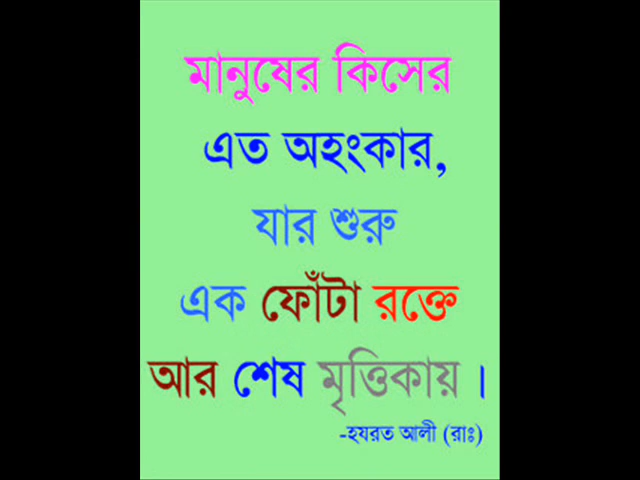 মানুষের কিসের
এত অহংকার,
যার শুরু
এক ফোঁটা রক্তে
আর শেষ মৃত্তিকায় ।
-হযরত আলী (রাঃ)